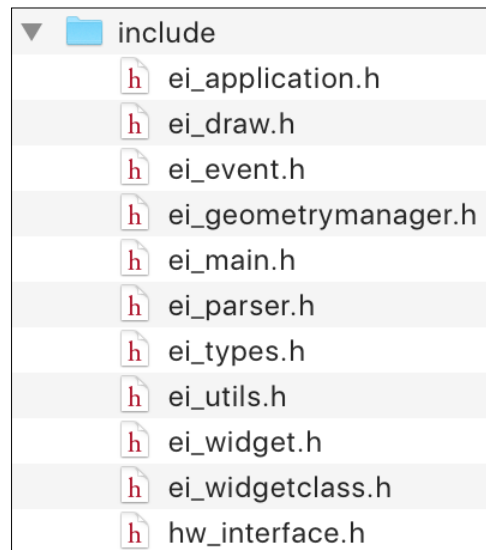 include
h ei_application.h
h ei_draw.h
h ei_event.h
h ei_geometrymanager.h
h ei_main.h
h ei_parser.h
h ei_types.h
h ei_utils.h
h ei_widget.h
h ei_widgetclass.h
h hw_interface.h